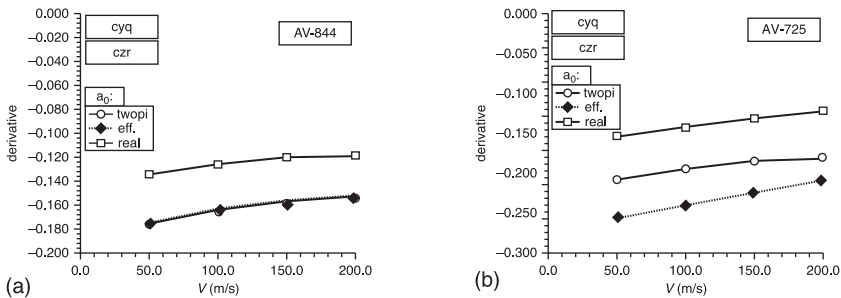 0.000
−0.020
−0.040
−0.060
−0.080
−0.100
−0.120
−0.140
−0.160
−0.180
−0.200
derivative
cyq
czr
AV-844
a0:
twopi
eff.
real
0.0 50.0 100.0 150.0 200.0
V (m/s)
(a)
0.000
−0.050
−0.100
−0.150
−0.200
−0.250
−0.300
derivative
cyq
czr
AV-725
a0:
twopi
eff.
real
0.0 50.0 100.0 150.0 200.0
V (m/s)
(b)